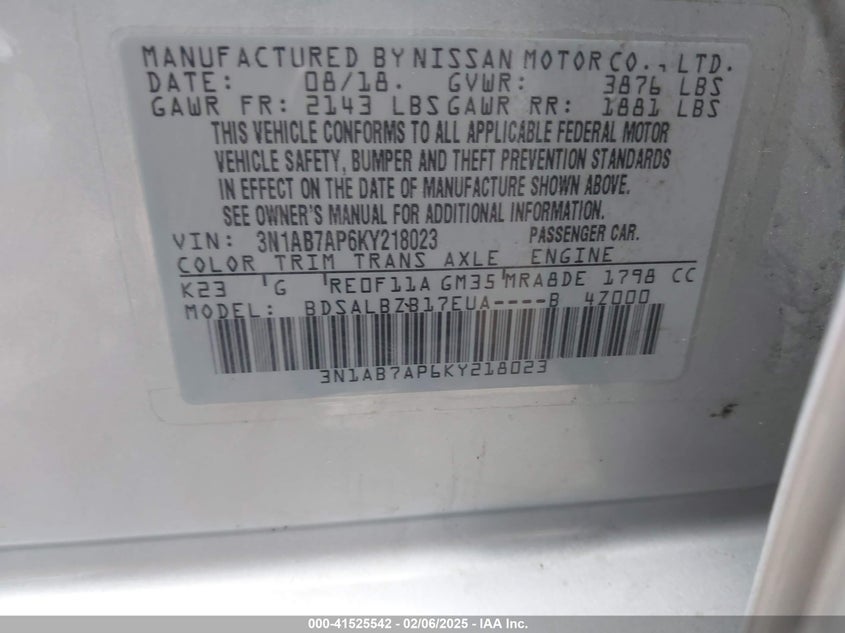 MANUFACTURED BY NISSAN MOTOR CO., LTD.
DATE: 08/18. GVWR: 3876 LBS
GAWR FR: 2143 LBS GAWR RR: 1881 LBS
THIS VEHICLE CONFORMS TO ALL APPLICABLE FEDERAL MOTOR
VEHICLE SAFETY, BUMPER AND THEFT PREVENTION STANDARDS
IN EFFECT ON THE DATE OF MANUFACTURE SHOWN ABOVE.
SEE OWNER'S MANUAL FOR ADDITIONAL INFORMATION.
VIN: 3N1AB7AP6KY218023 PASSENGER CAR.
COLOR TRIM TRANS AXLE ENGINE
K23 G RE0F11A GM35 MRA8DE 1798 CC
MODEL: BDSALBZ-B17EUA----B 4Z000
3N1AB7AP6KY218023
000-41525542 - 02/06/2025 - IAA Inc.